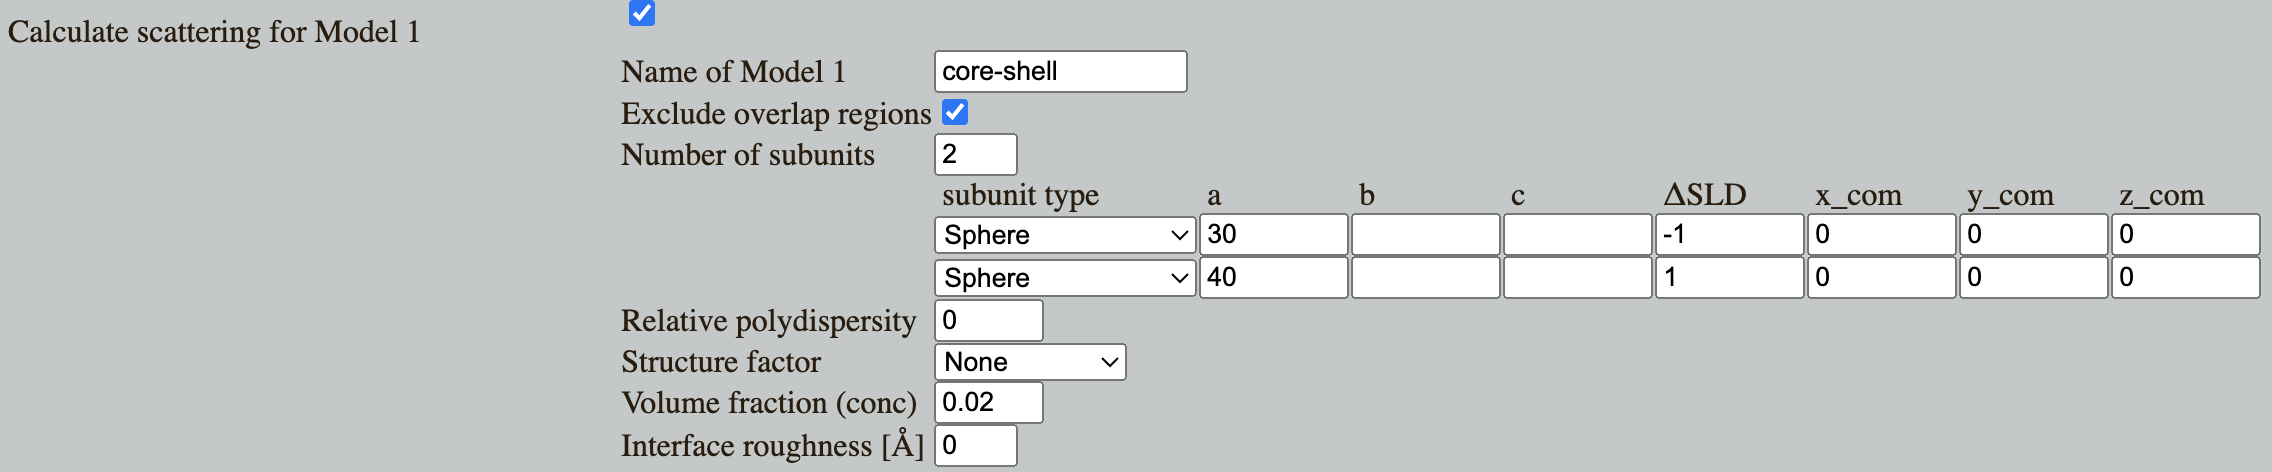 Calculate scattering for Model 1
Name of Model 1 core-shell
Exclude overlap regions
Number of subunits 2
subunit type a b c ΔSLD x_com y_com z_com
Sphere 30 -1 0 0 0
Sphere 40 1 0 0 0
Relative polydispersity 0
Structure factor None
Volume fraction (conc) 0.02
Interface roughness [Å] 0